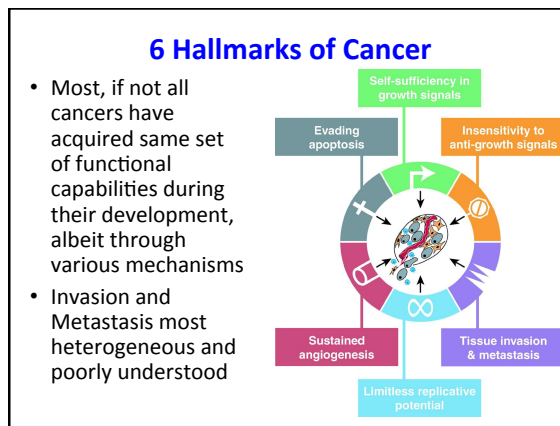 6 Hallmarks of Cancer
• Most, if not all
cancers have
acquired same set
of functional
capabilities during
their development,
albeit through
various mechanisms
• Invasion and
Metastasis most
heterogeneous and
poorly understood
Self-sufficiency in
growth signals
Evading
apoptosis
Insensitivity to
anti-growth signals
Sustained
angiogenesis
Tissue invasion
& metastasis
Limitless replicative
potential